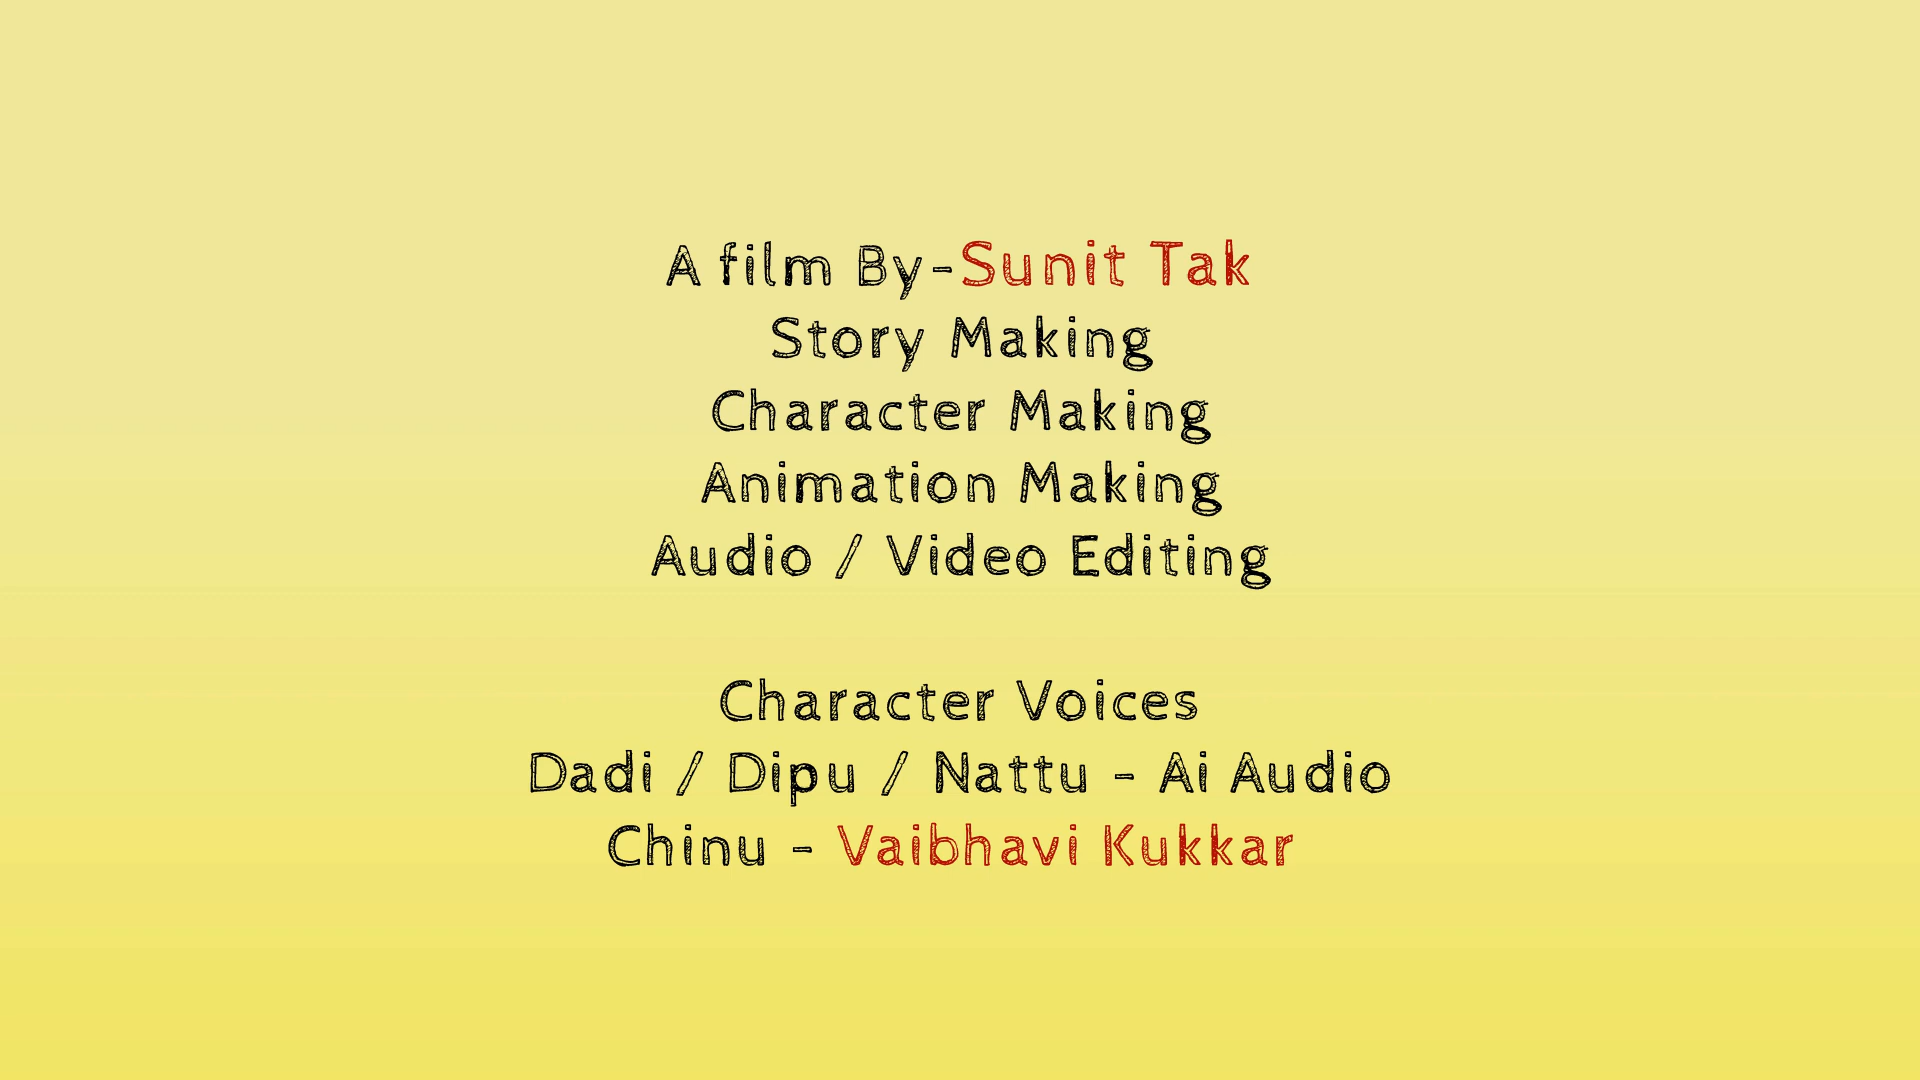 A film By-Sunit Tak
Story Making
Character Making
Animation Making
Audio / Video Editing
Character Voices
Dadi / Dipu / Nattu - Ai Audio
Chinu - Vaibhavi Kukkar